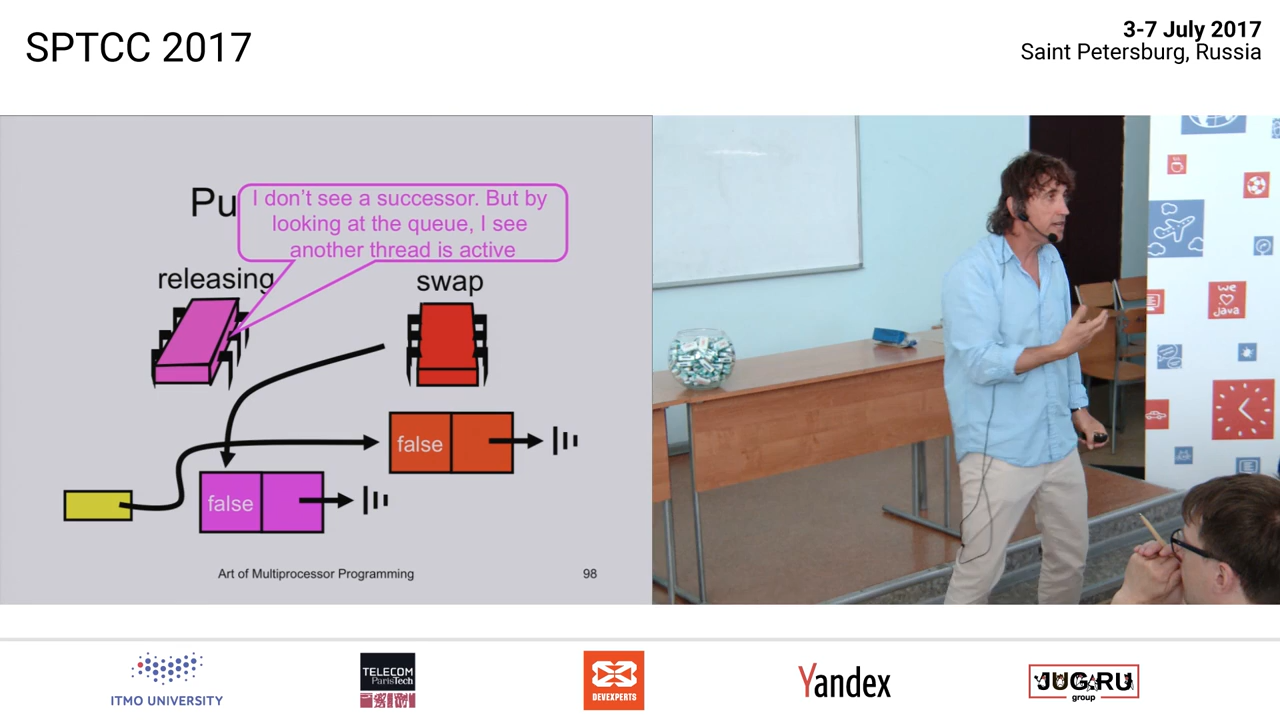 SPTCC 2017
3-7 July 2017
Saint Petersburg, Russia
Pu
I don't see a successor. But by
looking at the queue, I see
another thread is active
releasing
swap
false
false
Art of Multiprocessor Programming
98
we
java
ITMO UNIVERSITY
TELECOM
ParisTech
DEVEXPERTS
Yandex
JUG.RU
group